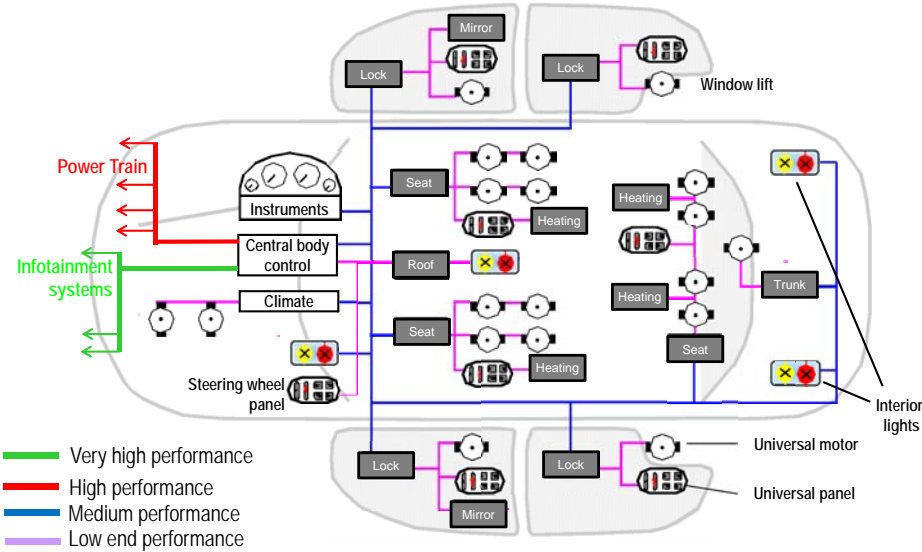 Mirror
Lock
Lock
Window lift
Power Train
Seat
Heating
Heating
Instruments
Central body
control
Roof
Infotainment
systems
Climate
Heating
Trunk
Seat
Seat
Heating
Steering wheel
panel
Interior
lights
Lock
Lock
Mirror
Universal motor
Universal panel
Very high performance
High performance
Medium performance
Low end performance